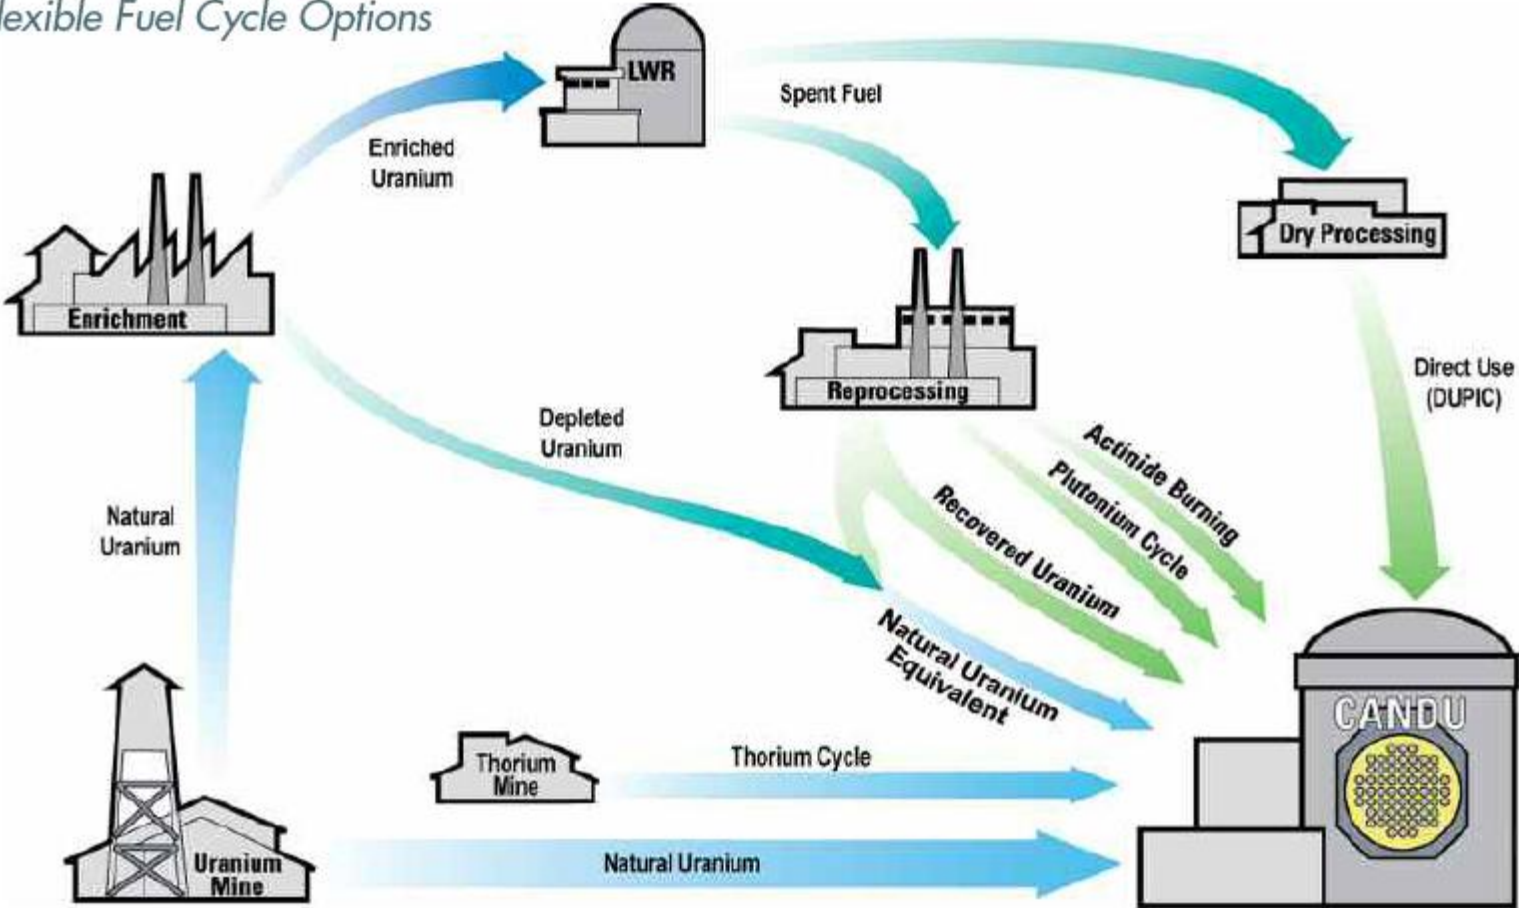 lexible Fuel Cycle Options
LWR
Spent Fuel
Enriched
Uranium
Dry Processing
Enrichment
Reprocessing
Direct Use
(DUPIC)
Depleted
Uranium
Actinide Burning
Plutonium Cycle
Recovered Uranium
Natural
Uranium
Natural Uranium
Equivalent
CANDU
Thorium
Mine
Thorium Cycle
Uranium
Mine
Natural Uranium